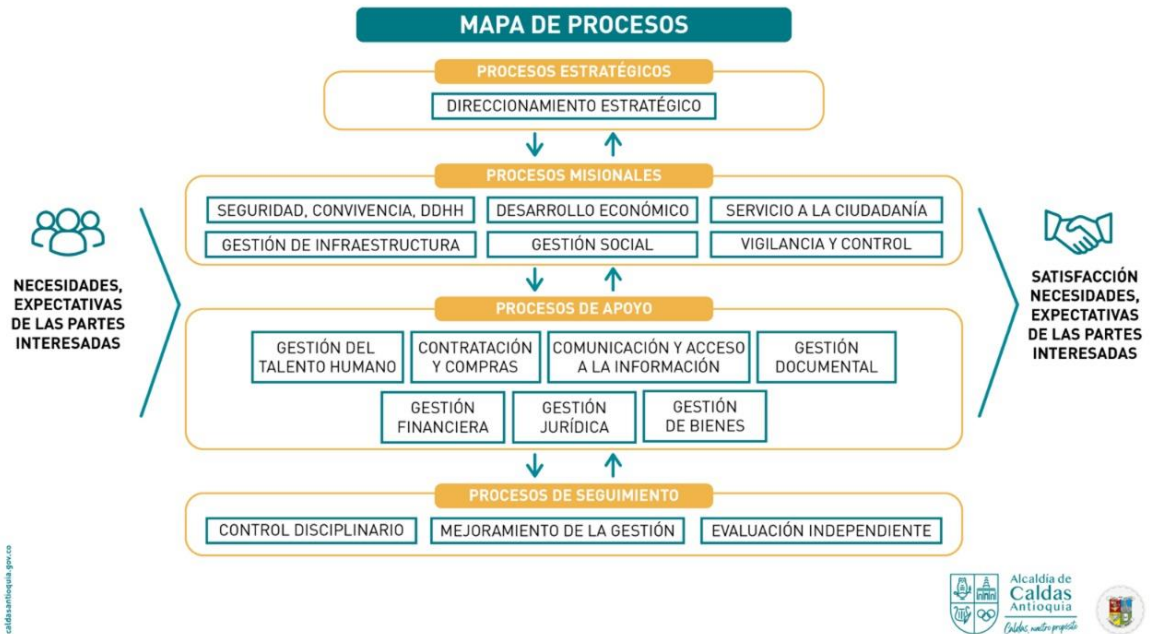 MAPA DE PROCESOS
PROCESOS ESTRATÉGICOS
DIRECCIONAMIENTO ESTRATÉGICO
PROCESOS MISIONALES
SEGURIDAD, CONVIVENCIA, DDHH
DESARROLLO ECONÓMICO
SERVICIO A LA CIUDADANÍA
GESTIÓN DE INFRAESTRUCTURA
GESTIÓN SOCIAL
VIGILANCIA Y CONTROL
NECESIDADES,
EXPECTATIVAS
DE LAS PARTES
INTERESADAS
SATISFACCIÓN
NECESIDADES,
EXPECTATIVAS
DE LAS PARTES
INTERESADAS
PROCESOS DE APOYO
GESTIÓN DEL
TALENTO HUMANO
CONTRATACIÓN
Y COMPRAS
COMUNICACIÓN Y ACCESO
A LA INFORMACIÓN
GESTIÓN
DOCUMENTAL
GESTIÓN
FINANCIERA
GESTIÓN
JURÍDICA
GESTIÓN
DE BIENES
PROCESOS DE SEGUIMIENTO
CONTROL DISCIPLINARIO
MEJORAMIENTO DE LA GESTIÓN
EVALUACIÓN INDEPENDIENTE
caldasantioquia.gov.co
Alcaldía de
Caldas
Antioquia
Caldas, nuestro propósito